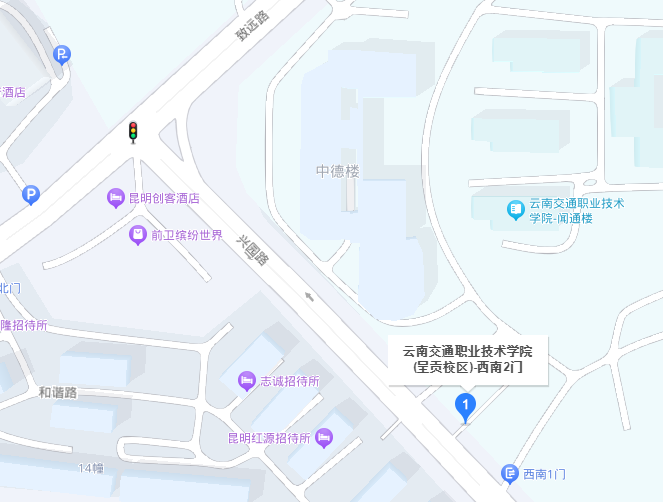 致远路
P
酒店
中德楼
P
昆明创客酒店
云南交通职业技术
学院-闻通楼
前卫缤纷世界
兴园路
北门
隆招待所
云南交通职业技术学院
(呈贡校区)-西南2门
志诚招待所
和谐路
1
昆明红源招待所
14幢
西南1门